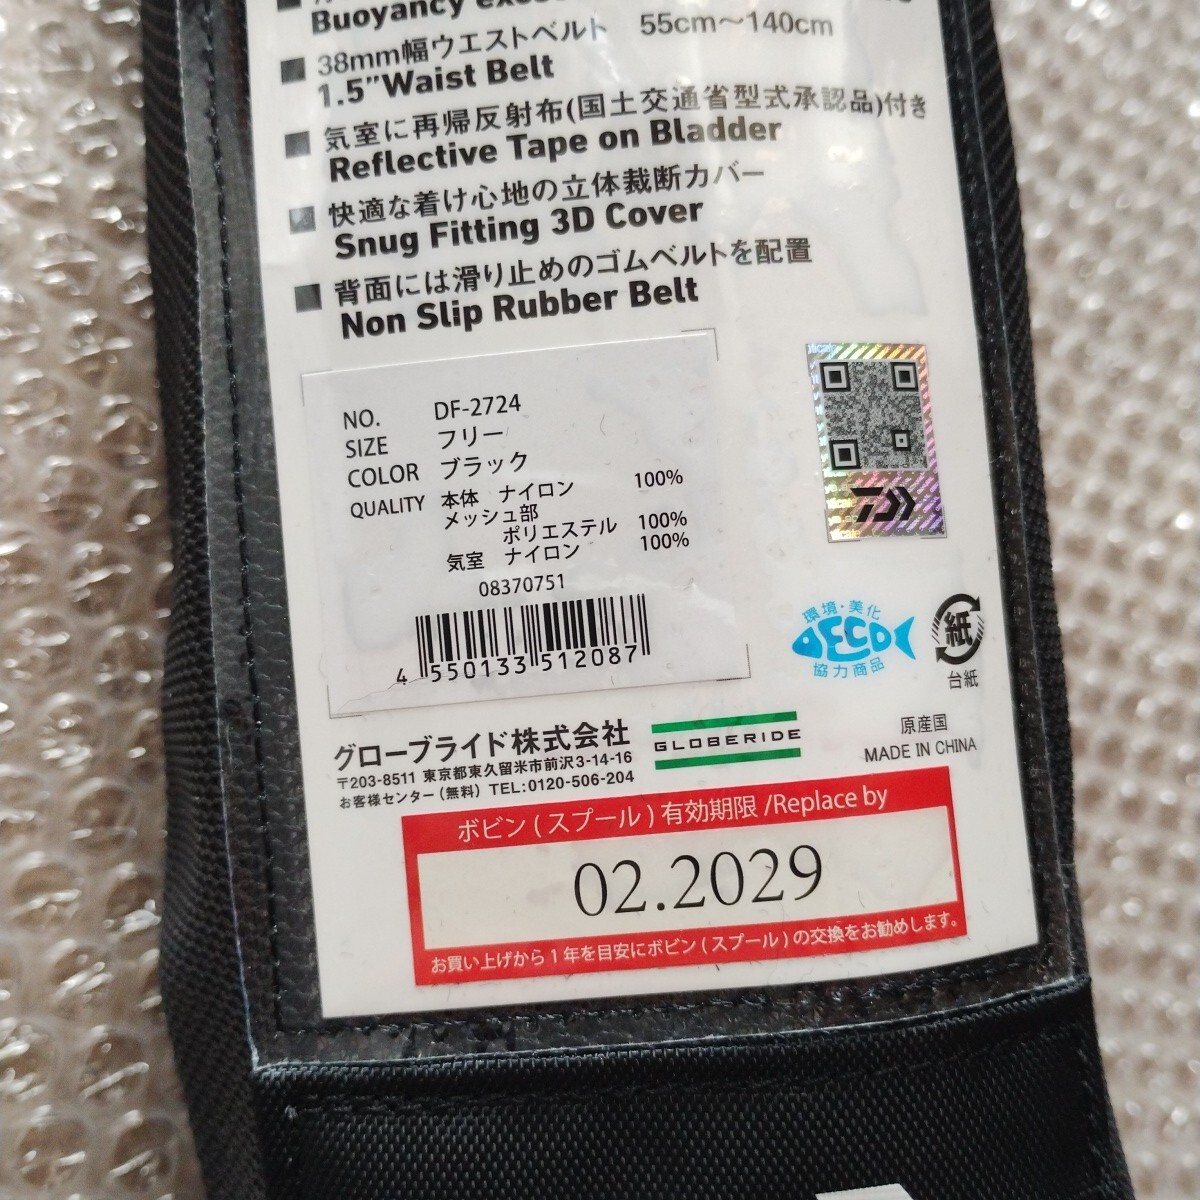 Buoyancy
38mm幅ウエストベルト 55cm～140cm
1.5"Waist Belt
気室に再帰反射布(国土交通省型式承認品)付き
Reflective Tape on Bladder
快適な着け心地の立体裁断カバー
Snug Fitting 3D Cover
背面には滑り止めのゴムベルトを配置
Non Slip Rubber Belt
NO. DF-2724
SIZE フリー
COLOR ブラック
QUALITY 本体 ナイロン 100%
メッシュ部
ポリエステル 100%
気室 ナイロン 100%
08370751
4 550133 512087
環境・美化
ECO
協力商品
紙
台紙
グローブライド株式会社
GLOBERIDE
〒203-8511 東京都東久留米市前沢3-14-16
お客様センター(無料) TEL:0120-506-204
原産国
MADE IN CHINA
ボビン(スプール)有効期限/Replace by
02.2029
お買い上げから1年を目安にボビン(スプール)の交換をお勧めします。